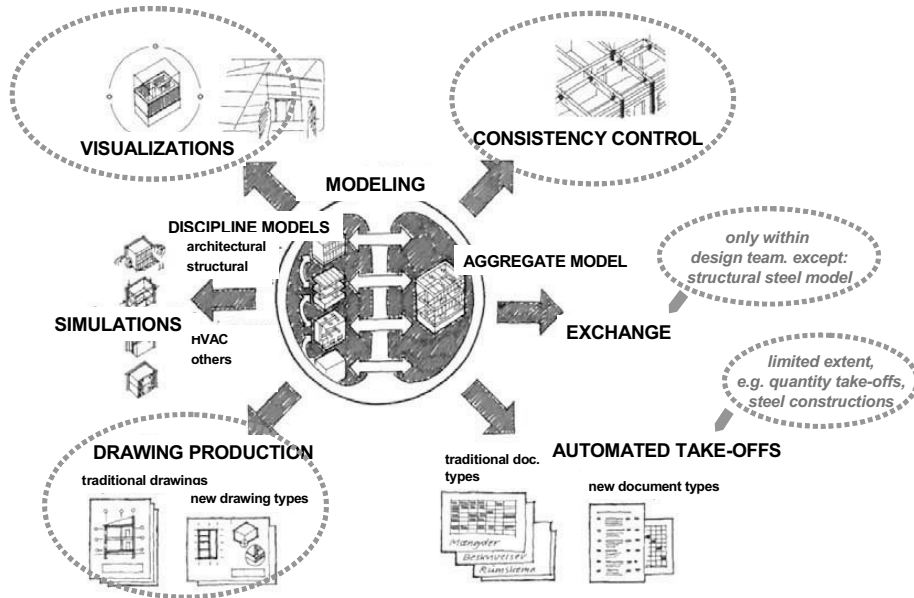 VISUALIZATIONS
CONSISTENCY CONTROL
MODELING
DISCIPLINE MODELS
architectural
structural
AGGREGATE MODEL
only within
design team. except:
structural steel model
SIMULATIONS
HVAC
others
EXCHANGE
limited extent,
e.g. quantity take-offs,
steel constructions
DRAWING PRODUCTION
traditional drawings
new drawing types
AUTOMATED TAKE-OFFS
traditional doc.
types
new document types
Mængder
Beskrivelser
Rumskema